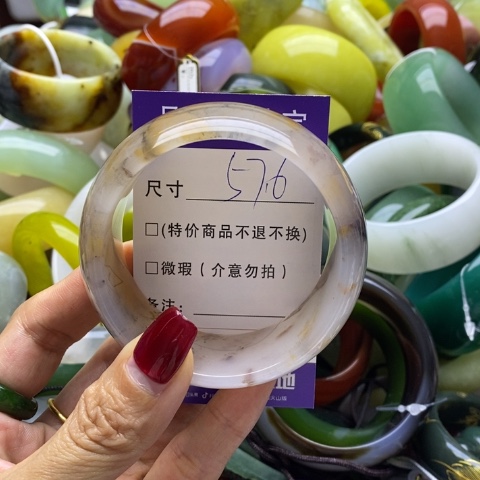 尺寸 57.6
□(特价商品不退不换)
□微瑕（介意勿拍）
备注: